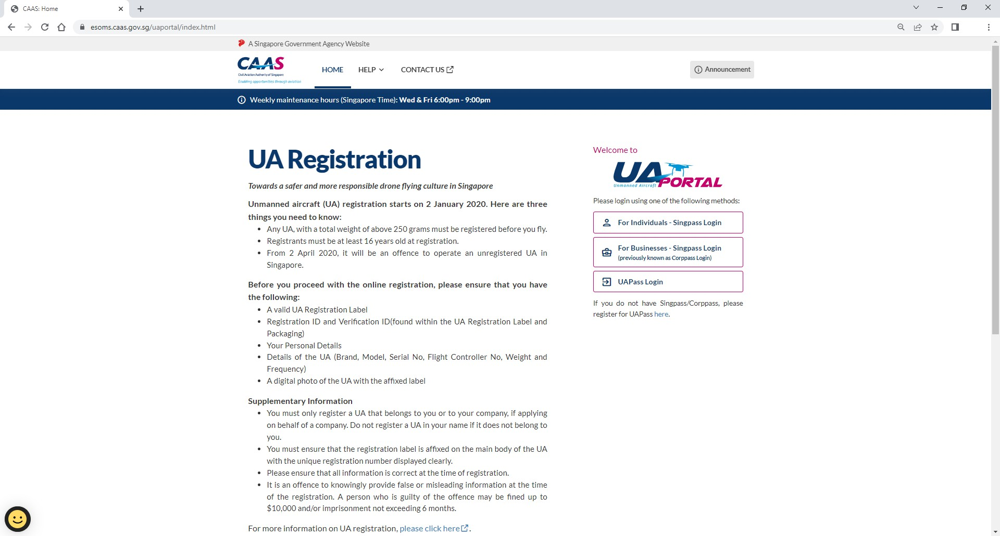 CAAS: Home
esoms.caas.gov.sg/uaportal/index.html
A Singapore Government Agency Website
CAAS
Civil Aviation Authority of Singapore
Enabling opportunities through aviation
HOME
HELP
CONTACT US
Announcement
Weekly maintenance hours (Singapore Time): Wed & Fri 6:00pm - 9:00pm
UA Registration
Towards a safer and more responsible drone flying culture in Singapore
Unmanned aircraft (UA) registration starts on 2 January 2020. Here are three
things you need to know:
• Any UA, with a total weight of above 250 grams must be registered before you fly.
• Registrants must be at least 16 years old at registration.
• From 2 April 2020, it will be an offence to operate an unregistered UA in
Singapore.
Before you proceed with the online registration, please ensure that you have
the following:
• A valid UA Registration Label
• Registration ID and Verification ID(found within the UA Registration Label and
Packaging)
• Your Personal Details
• Details of the UA (Brand, Model, Serial No, Flight Controller No, Weight and
Frequency)
• A digital photo of the UA with the affixed label
Supplementary Information
• You must only register a UA that belongs to you or to your company, if applying
on behalf of a company. Do not register a UA in your name if it does not belong to
you.
• You must ensure that the registration label is affixed on the main body of the UA
with the unique registration number displayed clearly.
• Please ensure that all information is correct at the time of registration.
• It is an offence to knowingly provide false or misleading information at the time
of the registration. A person who is guilty of the offence may be fined up to
$10,000 and/or imprisonment not exceeding 6 months.
For more information on UA registration, please click here.
Welcome to
UA PORTAL
Unmanned Aircraft
Please login using one of the following methods:
For Individuals - Singpass Login
For Businesses - Singpass Login
(previously known as Corppass Login)
UAPass Login
If you do not have Singpass/Corppass, please
register for UAPass here.